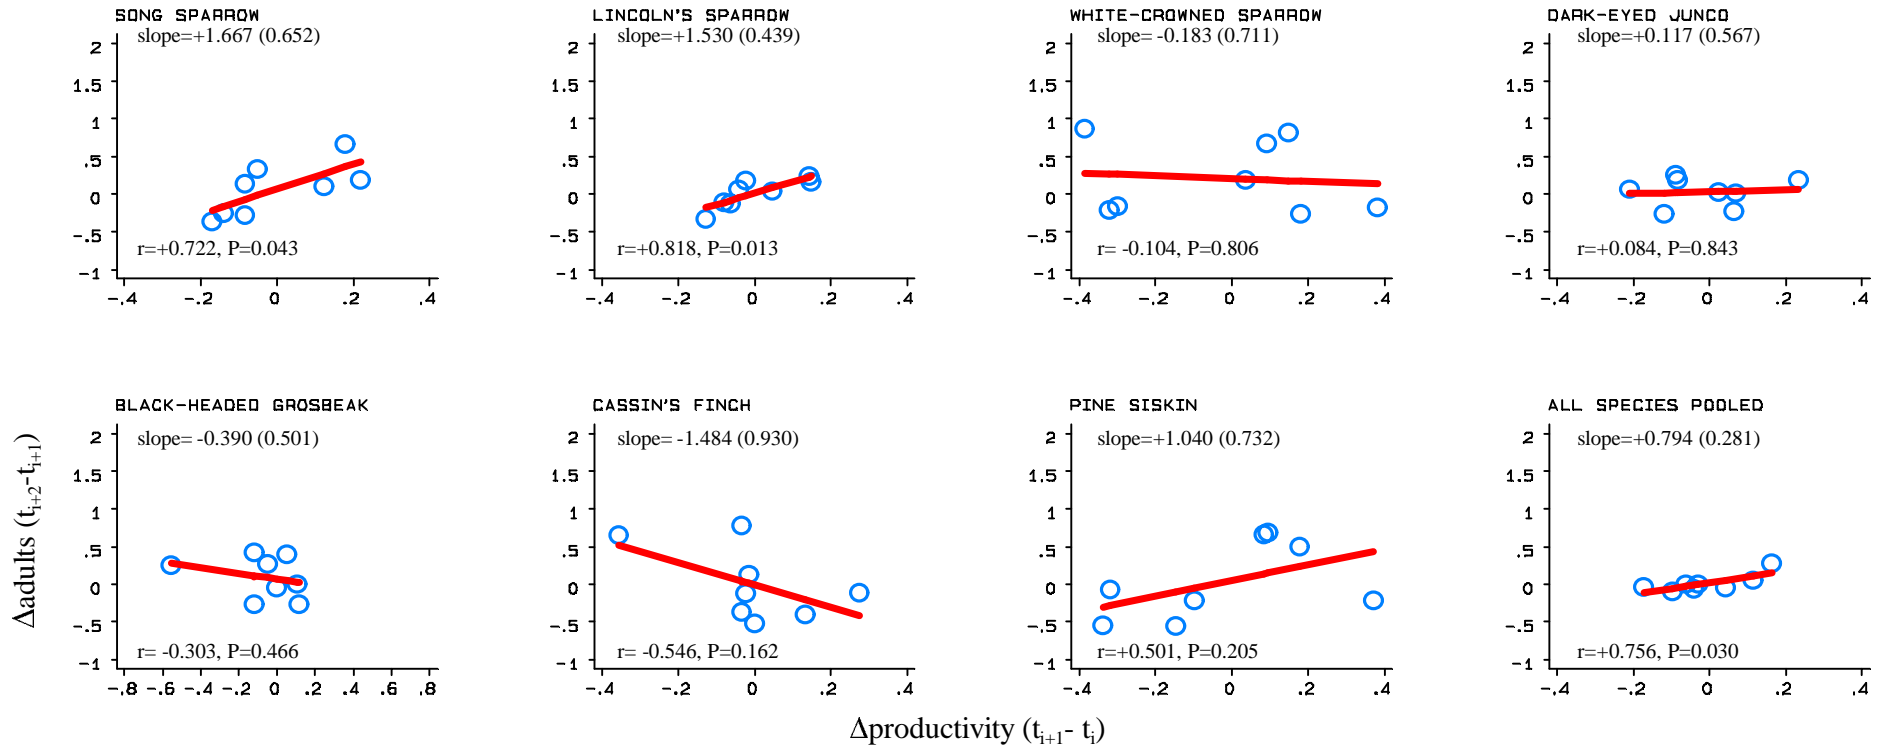 SONG SPARROW
slope=+1.667 (0.652)
2
1.5
1
.5
0
-.5
-1
r=+0.722, P=0.043
-.4 -.2 0 .2 .4
LINCOLN'S SPARROW
slope=+1.530 (0.439)
2
1.5
1
.5
0
-.5
-1
r=+0.818, P=0.013
-.4 -.2 0 .2 .4
WHITE-CROWNED SPARROW
slope= -0.183 (0.711)
2
1.5
1
.5
0
-.5
-1
r= -0.104, P=0.806
-.4 -.2 0 .2 .4
DARK-EYED JUNCO
slope=+0.117 (0.567)
2
1.5
1
.5
0
-.5
-1
r=+0.084, P=0.843
-.4 -.2 0 .2 .4
BLACK-HEADED GROSBEAK
slope= -0.390 (0.501)
2
1.5
1
.5
0
-.5
-1
r= -0.303, P=0.466
-.8 -.6 -.4 -.2 0 .2 .4 .6 .8
CASSIN'S FINCH
slope= -1.484 (0.930)
2
1.5
1
.5
0
-.5
-1
r= -0.546, P=0.162
-.4 -.2 0 .2 .4
PINE SISKIN
slope=+1.040 (0.732)
2
1.5
1
.5
0
-.5
-1
r=+0.501, P=0.205
-.4 -.2 0 .2 .4
ALL SPECIES POOLED
slope=+0.794 (0.281)
2
1.5
1
.5
0
-.5
-1
r=+0.756, P=0.030
-.4 -.2 0 .2 .4
Δadults (t_{i+2}-t_{i+1})
Δproductivity (t_{i+1}- t_i)